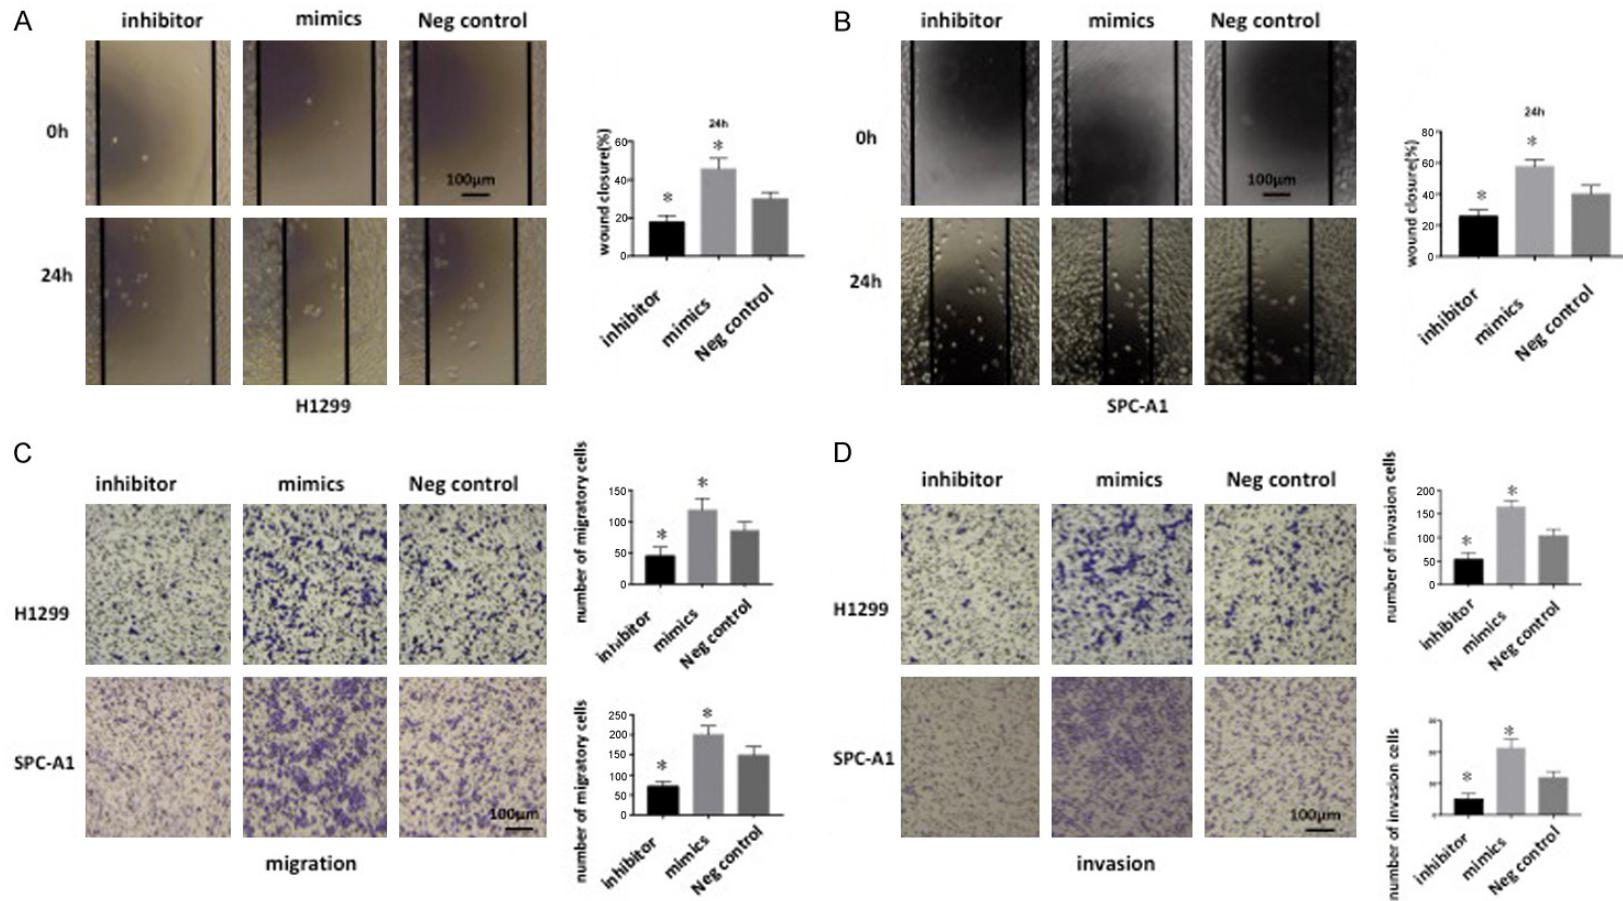 A
inhibitor mimics Neg control
0h
100μm
24h
H1299
24h
wound closure(%)
60
40
20
0
* *
inhibitor mimics Neg control
B
inhibitor mimics Neg control
0h
100μm
24h
SPC-A1
24h
wound closure(%)
80
60
40
20
0
* *
inhibitor mimics Neg control
C
inhibitor mimics Neg control
H1299
SPC-A1
100μm
migration
number of migratory cells
150
100
50
0
* *
inhibitor mimics Neg control
number of migratory cells
250
200
150
100
50
0
* *
inhibitor mimics Neg control
D
inhibitor mimics Neg control
H1299
SPC-A1
100μm
invasion
number of invasion cells
200
150
100
50
0
* *
inhibitor mimics Neg control
number of invasion cells
* *
inhibitor mimics Neg control